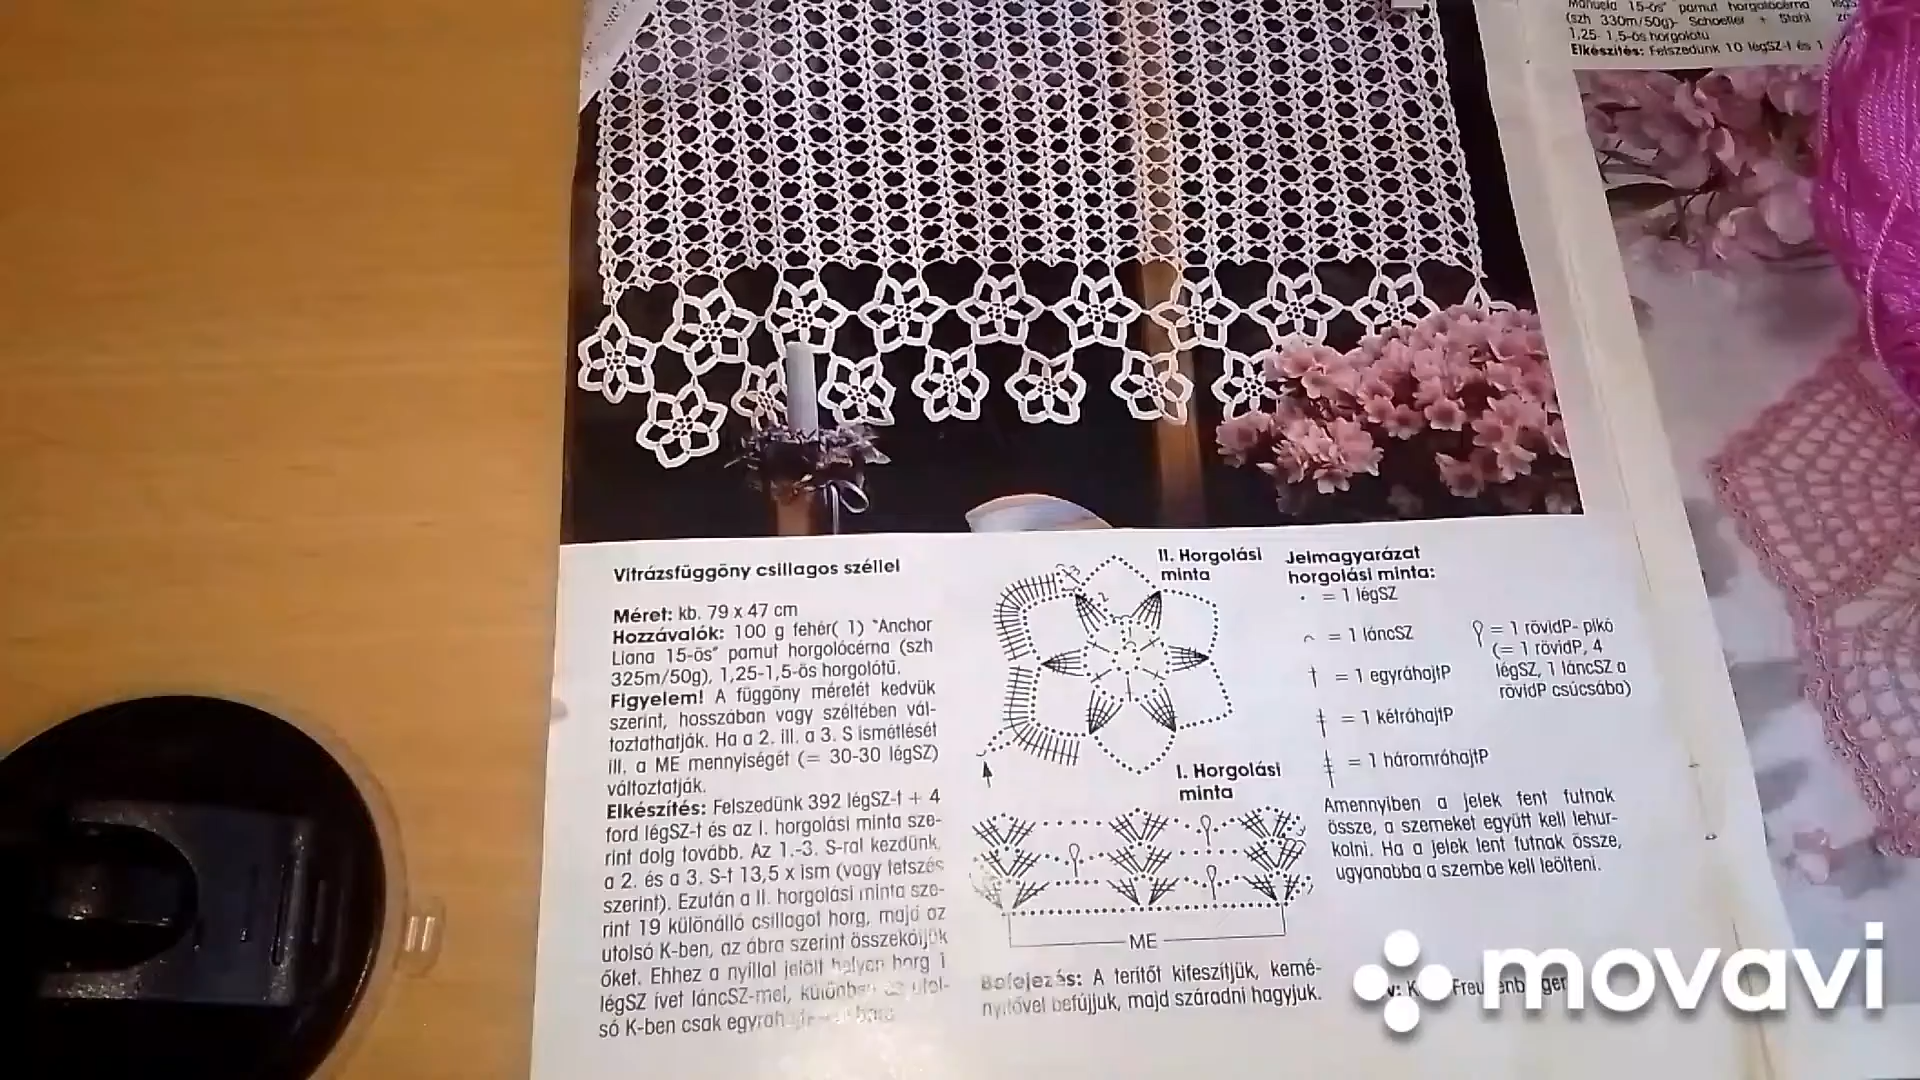 Manuela 15-ös" pamut horgolócérna
(szh 330m/50g)- Schoeller + Stahl
1,25- 1,5-ös horgolótű
Elkészítés: Felszedünk 10 légSZ-t és 1
Vitrázsfüggöny csillagos széllel
Méret: kb. 79 x 47 cm
Hozzávalók: 100 g fehér( 1) "Anchor
Liana 15-ös" pamut horgolócérna (szh
325m/50g), 1,25-1,5-ös horgolótű.
Figyelem! A függöny méretét kedvük
szerint, hosszában vagy széltében vál-
toztathatják. Ha a 2. ill. a 3. S ismétlését
ill. a ME mennyiségét (= 30-30 légSZ)
változtatják.
Elkészítés: Felszedünk 392 légSZ-t + 4
ford légSZ-t és az I. horgolási minta sze-
rint dolg tovább. Az 1.-3. S-ral kezdünk,
a 2. és a 3. S-t 13,5 x ism (vagy tetszés
szerint). Ezután a II. horgolási minta sze-
rint 19 különálló csillagot horg, majd az
utolsó K-ben, az ábra szerint összekötjük
őket. Ehhez a nyíllal jelölt helyen horg 1
légSZ ívet láncSZ-mel, különben az utol-
só K-ben csak
II. Horgolási
minta
3
2
1
I. Horgolási
minta
ME
Befejezés: A terítőt kifeszítjük, kemé-
nyítővel befújjuk, majd száradni hagyjuk.
Jelmagyarázat
horgolási minta:
· = 1 légSZ
= 1 láncSZ
= 1 egyráhajtP
= 1 kétráhajtP
= 1 háromráhajtP
= 1 rövidP- pikó
(= 1 rövidP, 4
légSZ, 1 láncSZ a
rövidP csúcsába)
Amennyiben a jelek fent futnak
össze, a szemeket együtt kell lehur-
kolni. Ha a jelek lent futnak össze,
ugyanabba a szembe kell leölteni.
movavi